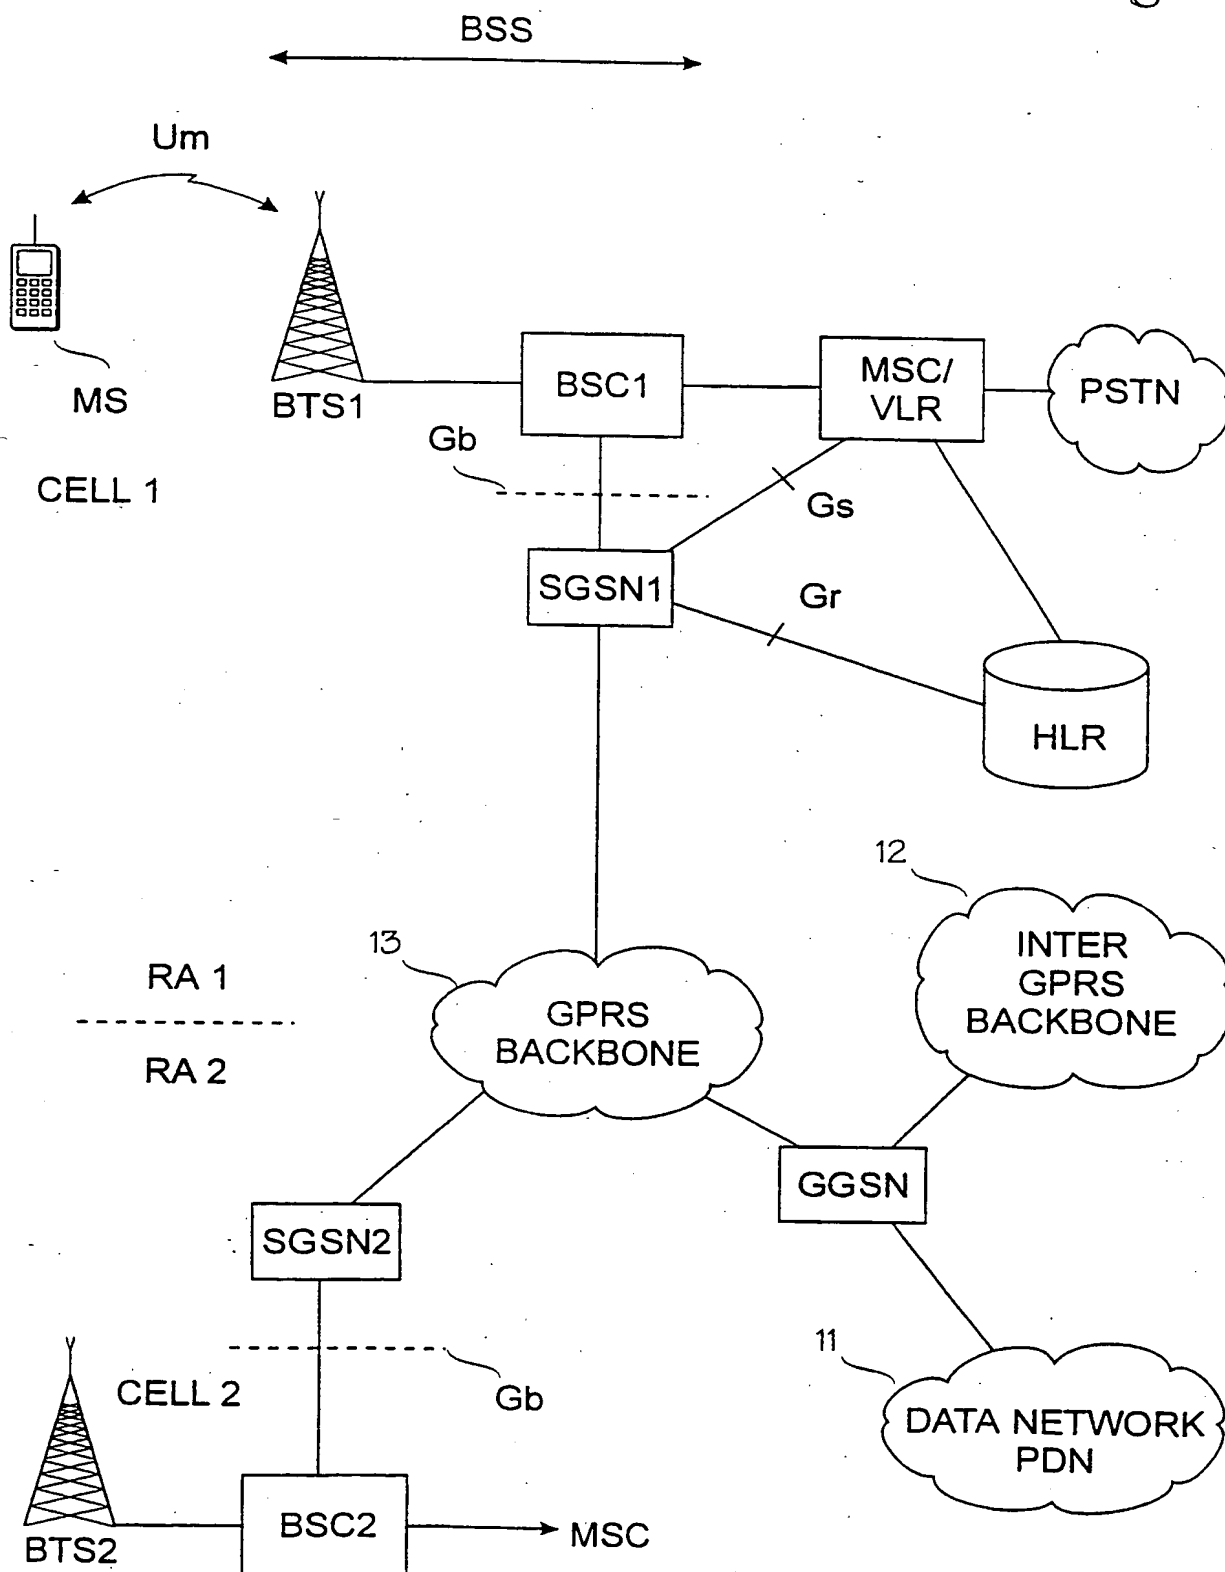 BSS
Um
MS
BTS1
BSC1
MSC/
VLR
PSTN
CELL 1
Gb
Gs
SGSN1
Gr
HLR
12
13
INTER
GPRS
BACKBONE
RA 1
GPRS
BACKBONE
RA 2
GGSN
SGSN2
11
CELL 2
Gb
DATA NETWORK
PDN
BTS2
BSC2
MSC